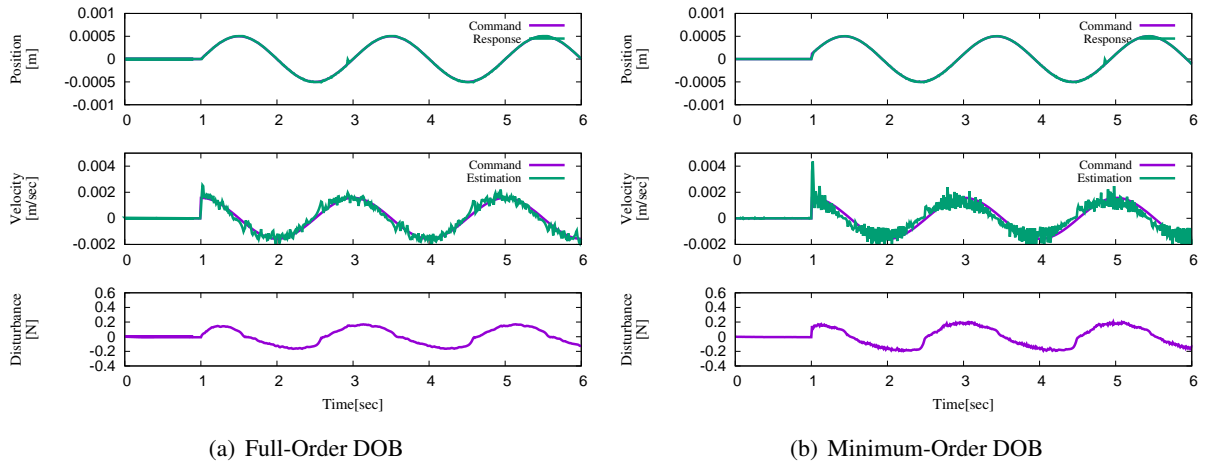 0.001
0.0005
0
-0.0005
-0.001
Position
[m]
Command
Response
0 1 2 3 4 5 6
0.004
0.002
0
-0.002
Velocity
[m/sec]
Command
Estimation
0 1 2 3 4 5 6
0.6
0.4
0.2
0
-0.2
-0.4
Disturbance
[N]
0 1 2 3 4 5 6
Time[sec]
(a) Full-Order DOB
0.001
0.0005
0
-0.0005
-0.001
Position
[m]
Command
Response
0 1 2 3 4 5 6
0.004
0.002
0
-0.002
Velocity
[m/sec]
Command
Estimation
0 1 2 3 4 5 6
0.6
0.4
0.2
0
-0.2
-0.4
Disturbance
[N]
0 1 2 3 4 5 6
Time[sec]
(b) Minimum-Order DOB